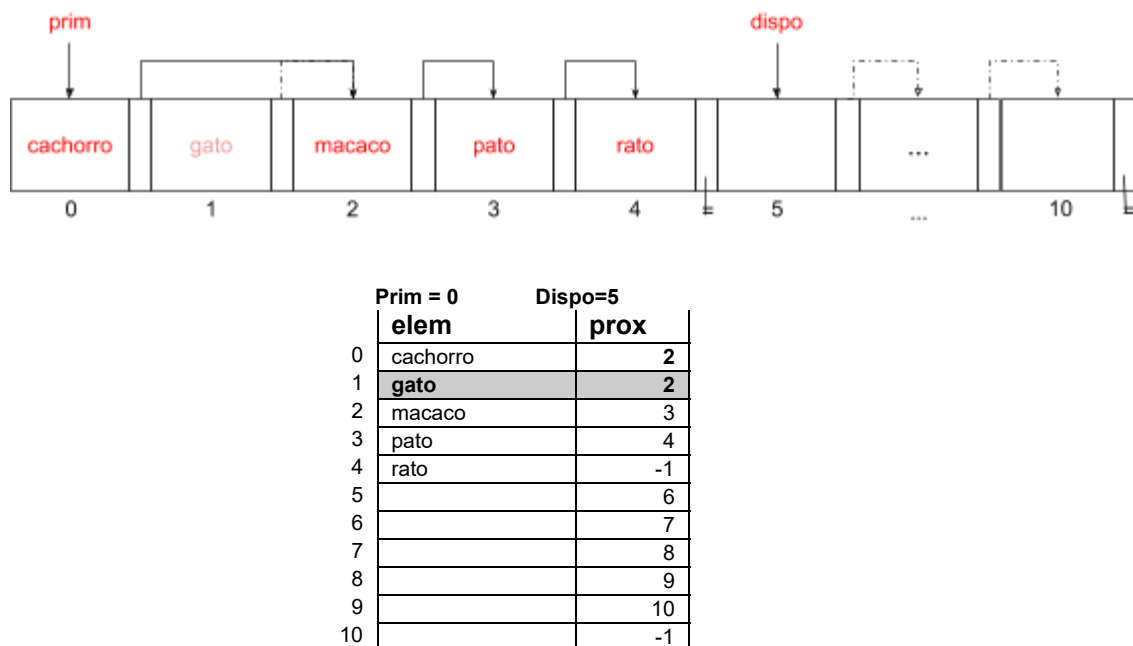 prim dispo
cachorro gato macaco pato rato ...
0 1 2 3 4 5 ... 10
Prim = 0 Dispo=5
elem prox
0 cachorro 2
1 gato 2
2 macaco 3
3 pato 4
4 rato -1
5 6
6 7
7 8
8 9
9 10
10 -1